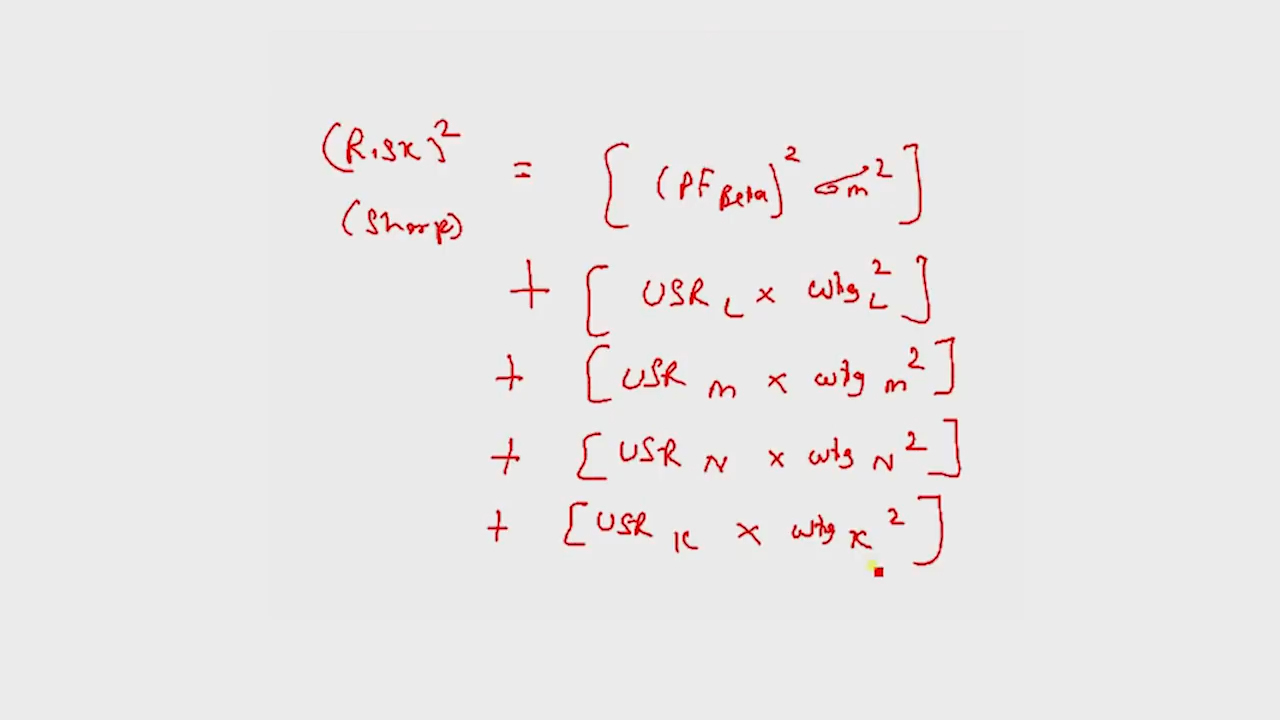 (Risk)² = [ (PF Beta)² σm² ]
(Sharpe)
+ [ USR L × wtg L² ]
+ [ USR M × wtg m² ]
+ [ USR N × wtg N² ]
+ [ USR K × wtg K² ]